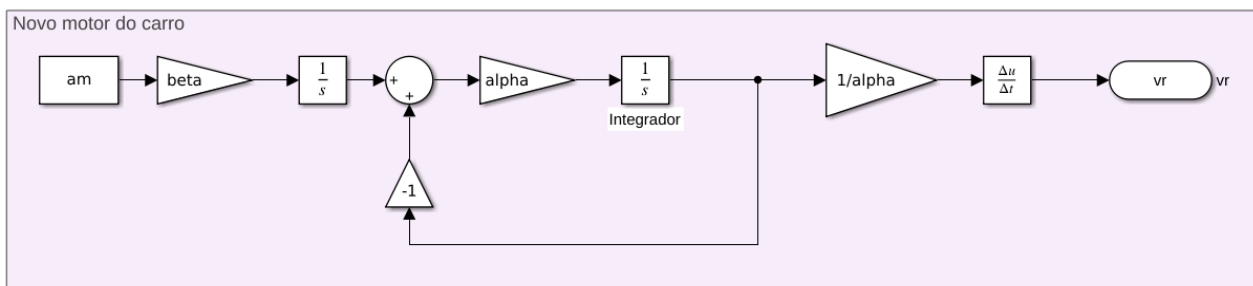 Novo motor do carro
am
beta
1
s
+
+
alpha
1
s
Integrador
1/alpha
Δu
Δt
vr
vr
-1